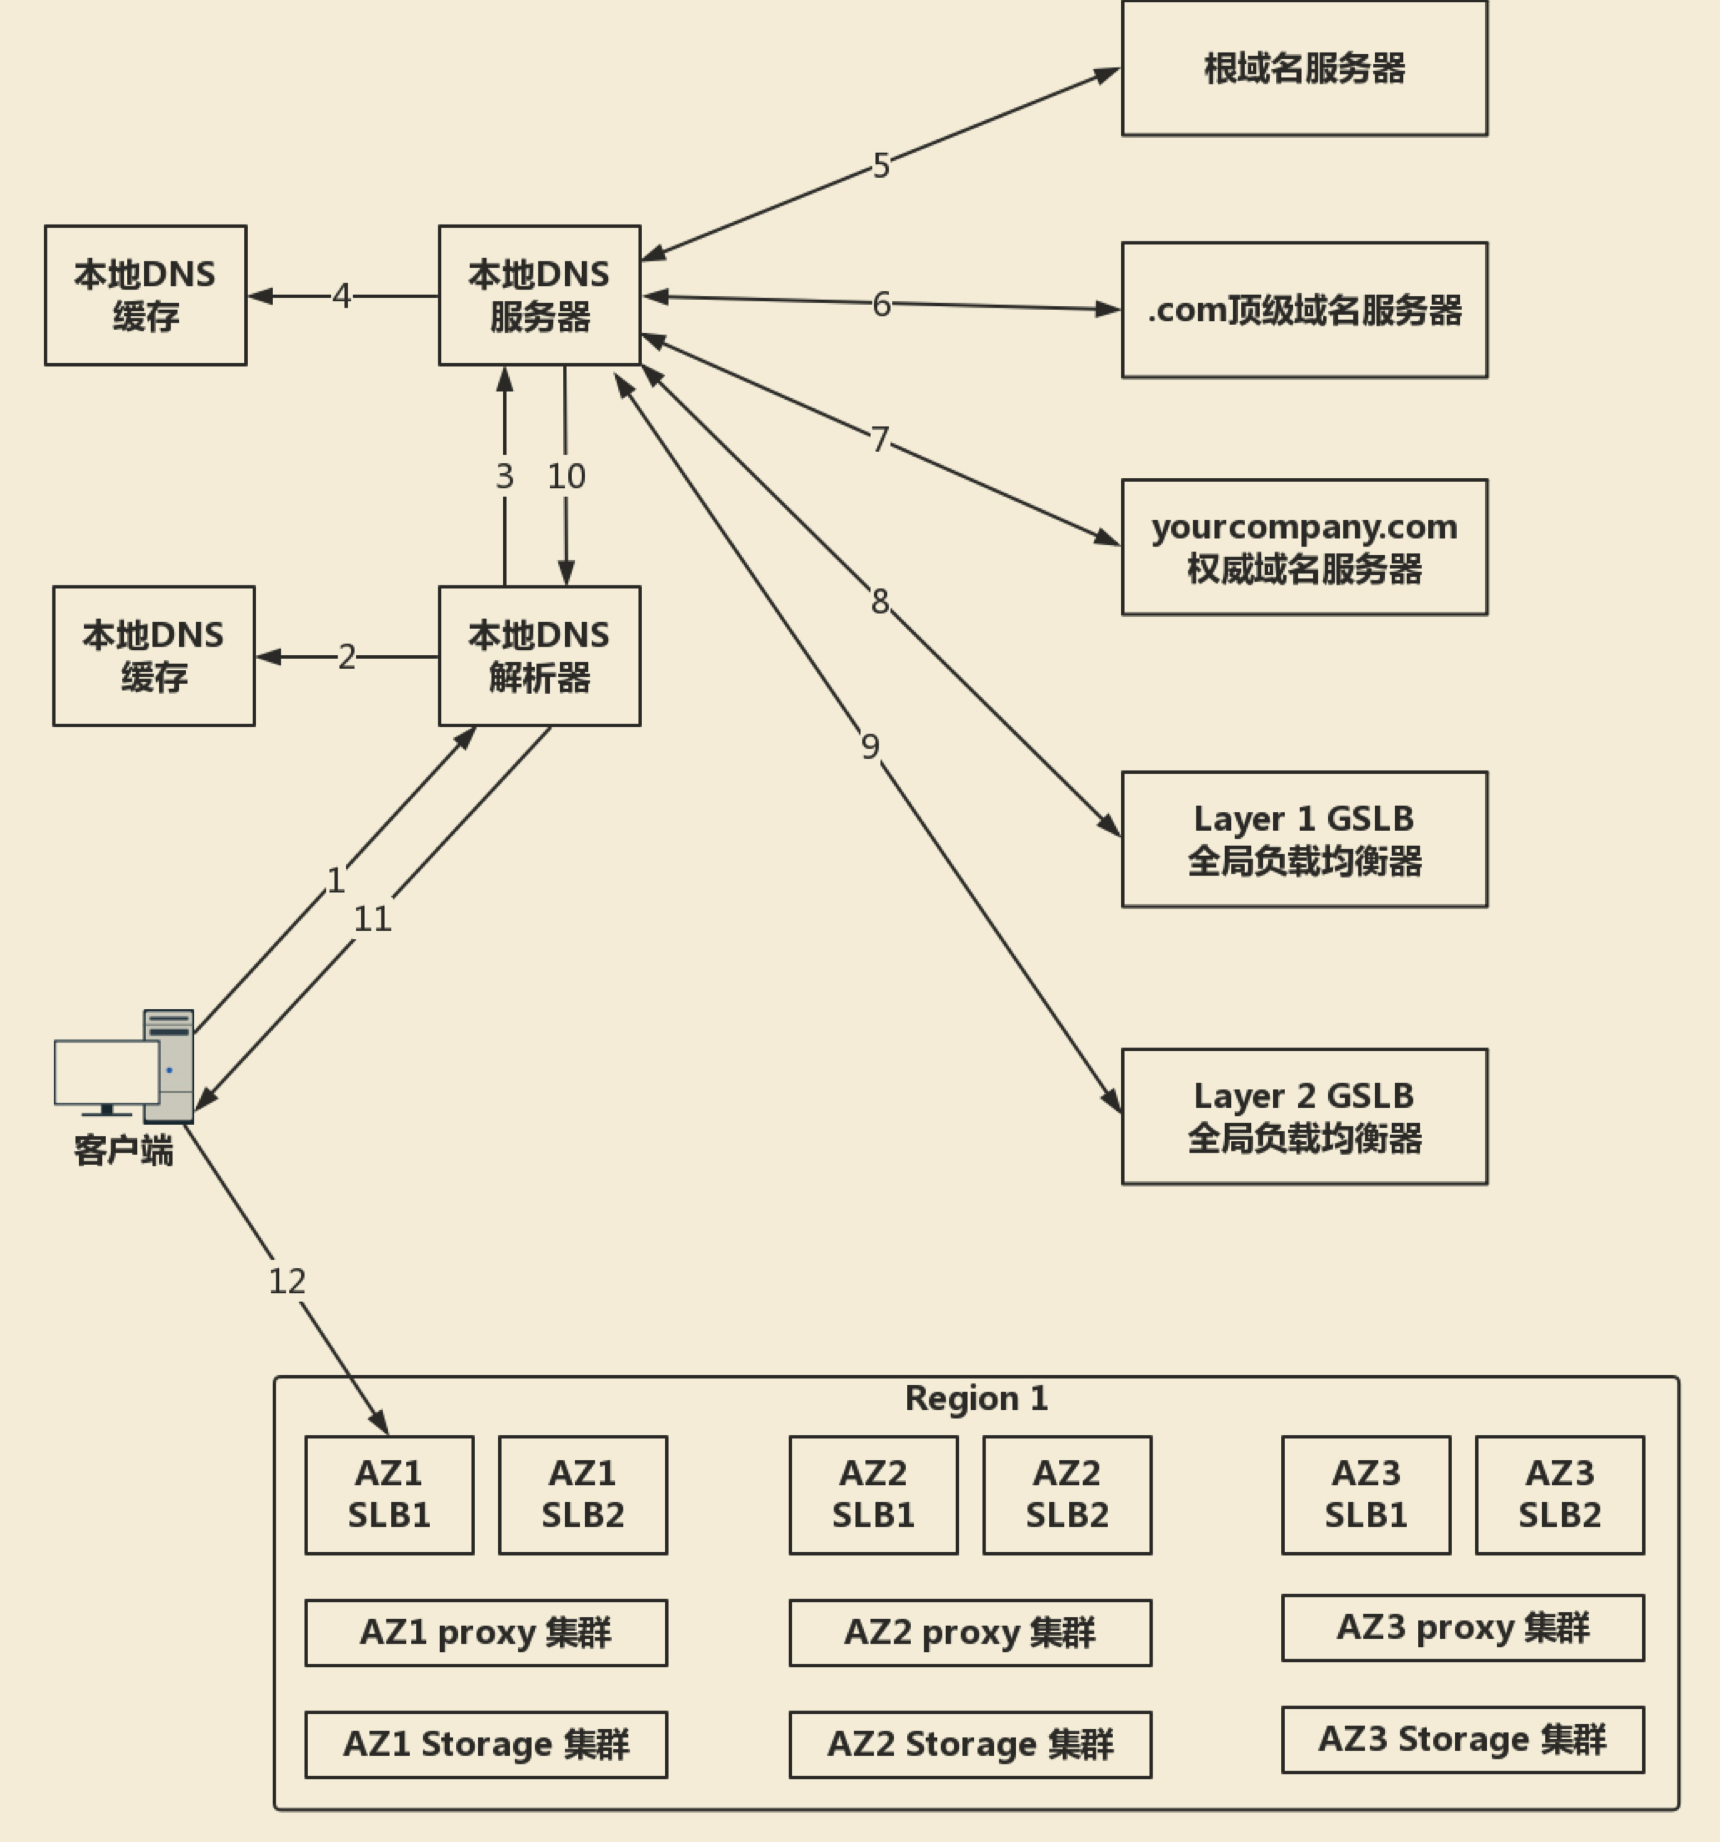 根域名服务器
5
本地DNS
缓存
4
本地DNS
服务器
6
.com顶级域名服务器
7
3
10
yourcompany.com
权威域名服务器
8
本地DNS
缓存
2
本地DNS
解析器
9
Layer 1 GSLB
全局负载均衡器
1
11
Layer 2 GSLB
全局负载均衡器
客户端
12
Region 1
AZ1
SLB1
AZ1
SLB2
AZ2
SLB1
AZ2
SLB2
AZ3
SLB1
AZ3
SLB2
AZ1 proxy 集群
AZ2 proxy 集群
AZ3 proxy 集群
AZ1 Storage 集群
AZ2 Storage 集群
AZ3 Storage 集群